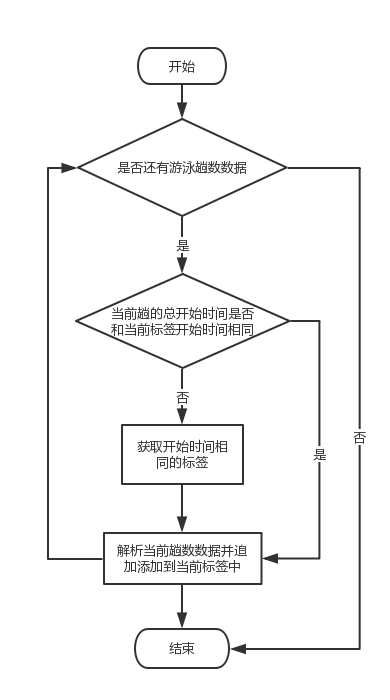 开始
是否还有游泳趟数数据
是
当前趟的总开始时间是否
和当前标签开始时间相同
否
获取开始时间相
同的标签
是
否
解析当前趟数数据并追
加添加到当前标签中
结束